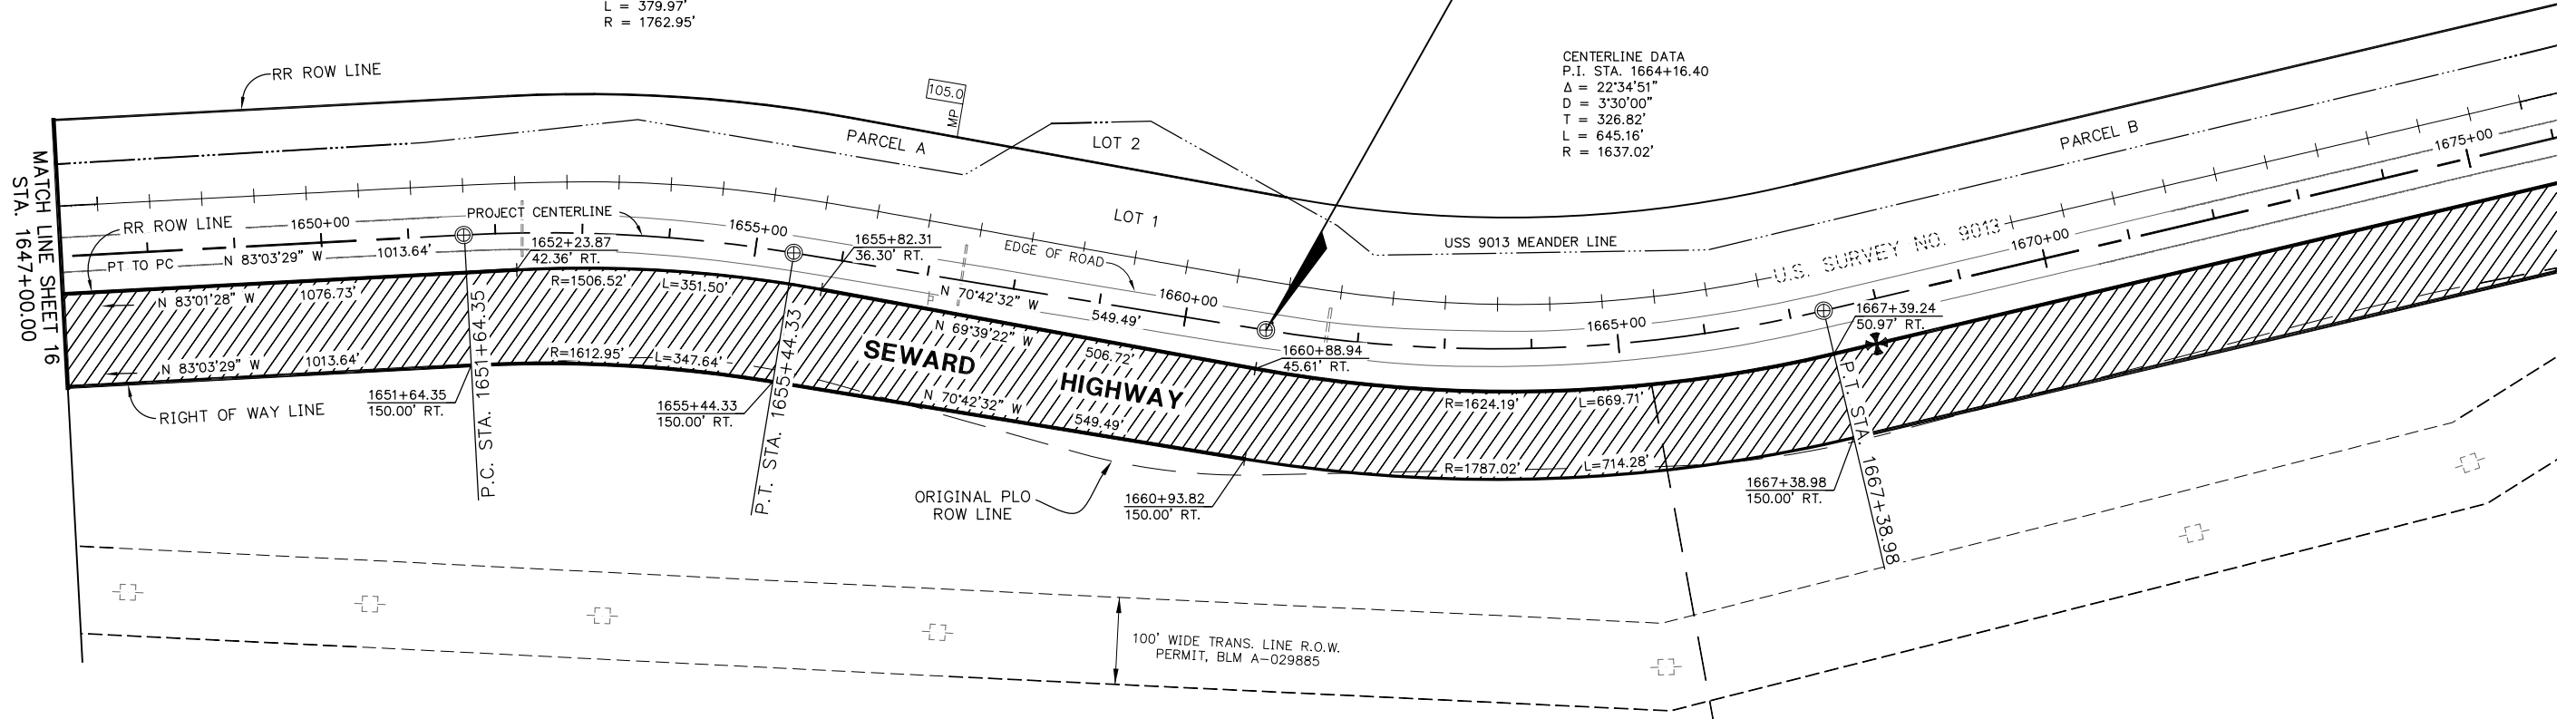 L = 379.97'
R = 1762.95'
RR ROW LINE
105.0
MP
CENTERLINE DATA
P.I. STA. 1664+16.40
Δ = 22°34'51"
D = 3°30'00"
T = 326.82'
L = 645.16'
R = 1637.02'
PARCEL A
LOT 2
PARCEL B
1675+00
MATCH LINE SHEET 16
STA. 1647+00.00
RR ROW LINE
1650+00
PROJECT CENTERLINE
1655+00
LOT 1
USS 9013 MEANDER LINE
U.S. SURVEY NO. 9013
1670+00
PT TO PC
N 83°03'29" W
1013.64'
1652+23.87
42.36' RT.
1655+82.31
36.30' RT.
EDGE OF ROAD
1660+00
N 83°01'28" W
1076.73'
R=1506.52'
L=351.50'
N 70°42'32" W
549.49'
1665+00
1667+39.24
50.97' RT.
N 69°39'22" W
506.72'
1660+88.94
45.61' RT.
N 83°03'29" W
1013.64'
R=1612.95'
L=347.64'
SEWARD
HIGHWAY
N 70°42'32" W
549.49'
R=1624.19'
L=669.71'
RIGHT OF WAY LINE
1651+64.35
150.00' RT.
P.C. STA. 1651+64.35
1655+44.33
150.00' RT.
P.T. STA. 1655+44.33
R=1787.02'
L=714.28'
ORIGINAL PLO
ROW LINE
1660+93.82
150.00' RT.
1667+38.98
150.00' RT.
P.T. STA. 1667+38.98
100' WIDE TRANS. LINE R.O.W.
PERMIT, BLM A-029885